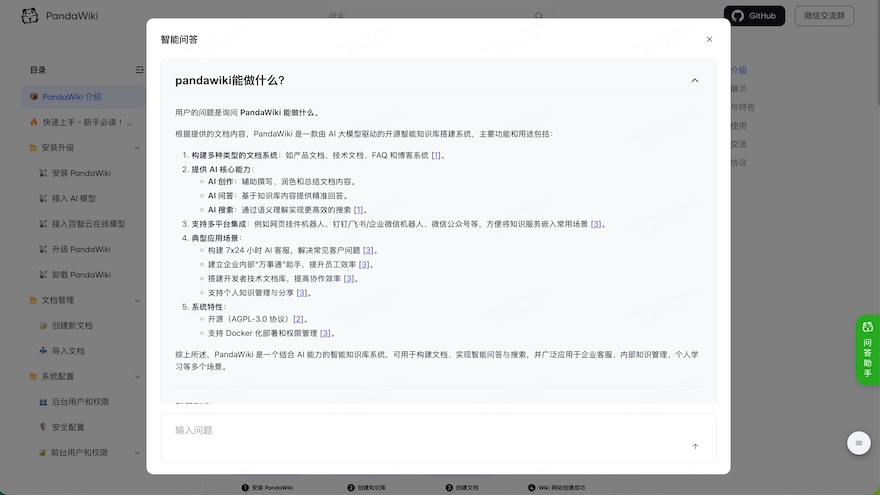 PandaWiki
搜索
GitHub
微信交流群
目录
PandaWiki 介绍
快速上手 - 新手必读！...
安装升级
安装 PandaWiki
接入 AI 模型
接入百智云在线模型
升级 PandaWiki
卸载 PandaWiki
文档管理
创建新文档
导入文档
系统配置
后台用户和权限
安全配置
前台用户和权限
智能问答
pandawiki能做什么?
用户的问题是询问 PandaWiki 能做什么。
根据提供的文档内容，PandaWiki 是一款由 AI 大模型驱动的开源智能知识库搭建系统，主要功能和用途包括：
1. 构建多种类型的文档系统：如产品文档、技术文档、FAQ 和博客系统 [1]。
2. 提供 AI 核心能力：
AI 创作：辅助撰写、润色和总结文档内容。
AI 问答：基于知识库内容提供精准回答。
AI 搜索：通过语义理解实现更高效的搜索 [1]。
3. 支持多平台集成：例如网页挂件机器人、钉钉/飞书/企业微信机器人、微信公众号等，方便将知识服务嵌入常用场景 [3]。
4. 典型应用场景：
构建 7x24 小时 AI 客服，解决常见客户问题 [3]。
建立企业内部“万事通”助手，提升员工效率 [3]。
搭建开发者技术文档库，提高协作效率 [3]。
支持个人知识管理与分享 [3]。
5. 系统特性：
开源（AGPL-3.0 协议）[2]。
支持 Docker 化部署和权限管理 [3]。
综上所述，PandaWiki 是一个结合 AI 能力的智能知识库系统，可用于构建文档、实现智能问答与搜索，并广泛应用于企业客服、内部知识管理、个人学
习等多个场景。
输入问题
介绍
展示
与特色
使用
交流
协议
问答助手
1 安装 PandaWiki
2 创建知识库
3 创建文档
4 Wiki 网站创建成功